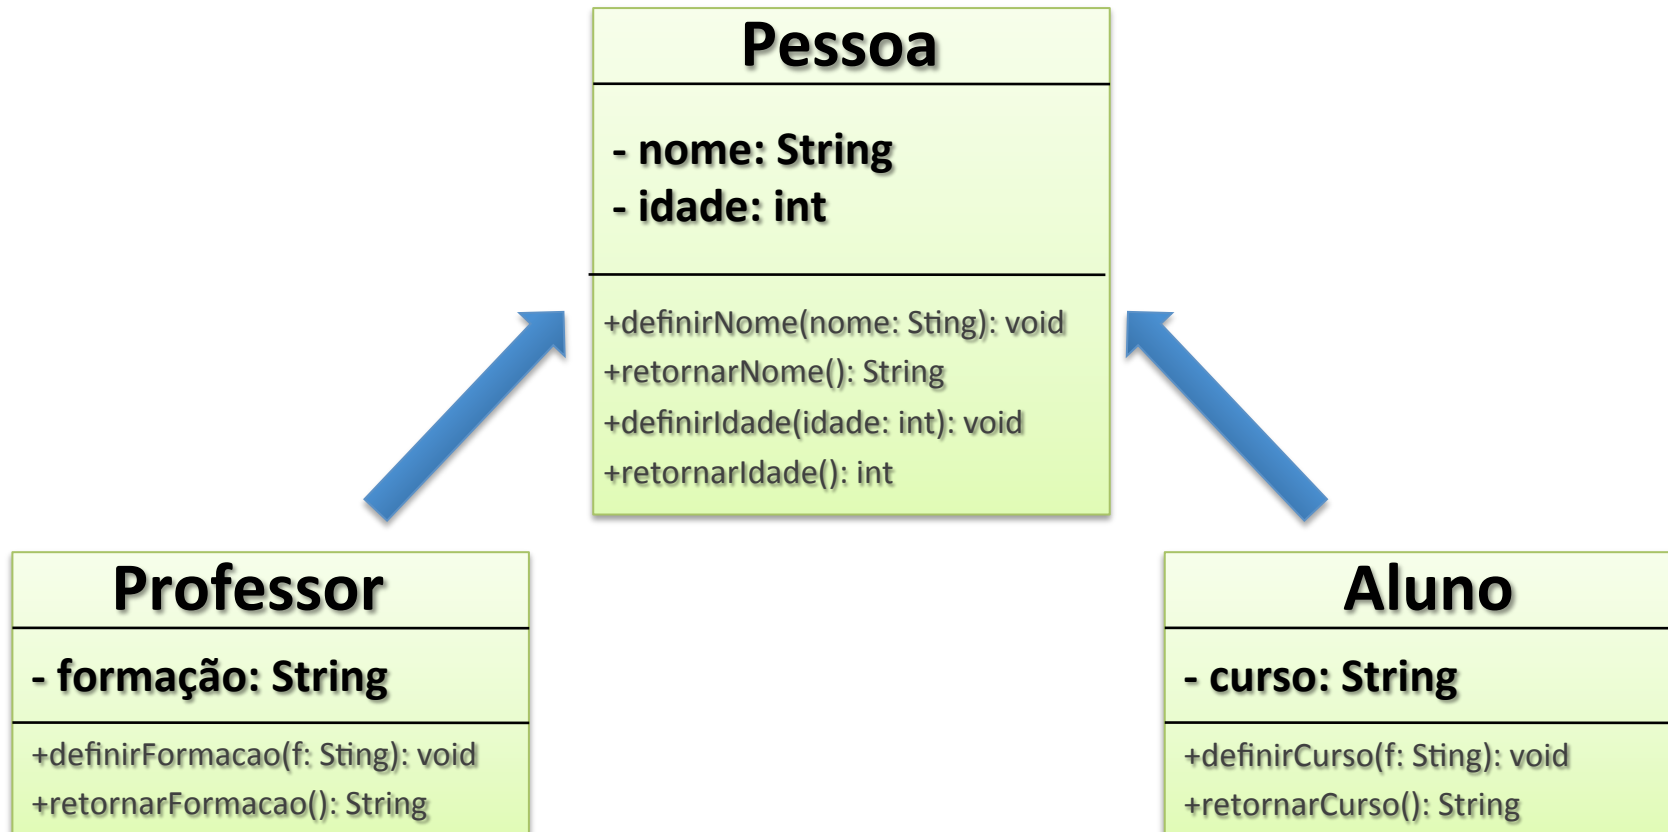 Pessoa
- nome: String
- idade: int
+definirNome(nome: Sting): void
+retornarNome(): String
+definirIdade(idade: int): void
+retornarIdade(): int
Professor
- formação: String
+definirFormacao(f: Sting): void
+retornarFormacao(): String
Aluno
- curso: String
+definirCurso(f: Sting): void
+retornarCurso(): String